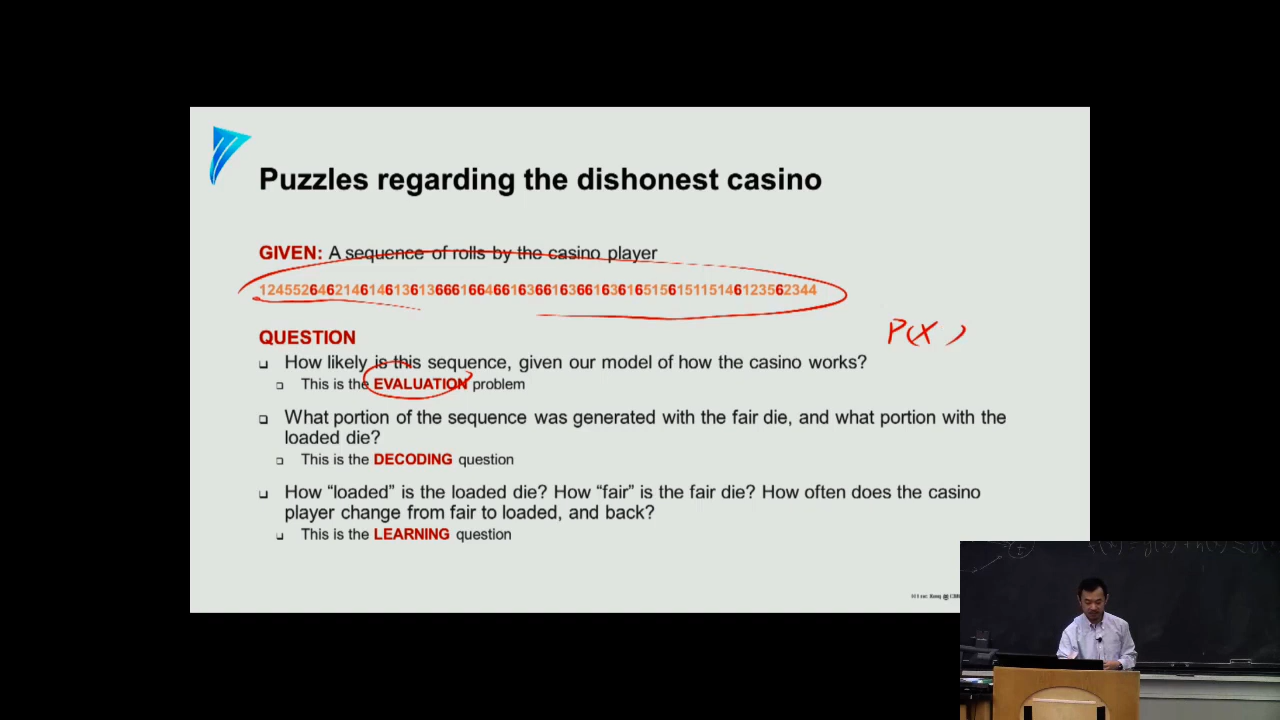 Puzzles regarding the dishonest casino
GIVEN: A sequence of rolls by the casino player
1245526462146146136136661664661636616366163616515615115146123562344
QUESTION
P(X )
How likely is this sequence, given our model of how the casino works?
This is the EVALUATION problem
What portion of the sequence was generated with the fair die, and what portion with the
loaded die?
This is the DECODING question
How “loaded” is the loaded die? How “fair” is the fair die? How often does the casino
player change from fair to loaded, and back?
This is the LEARNING question